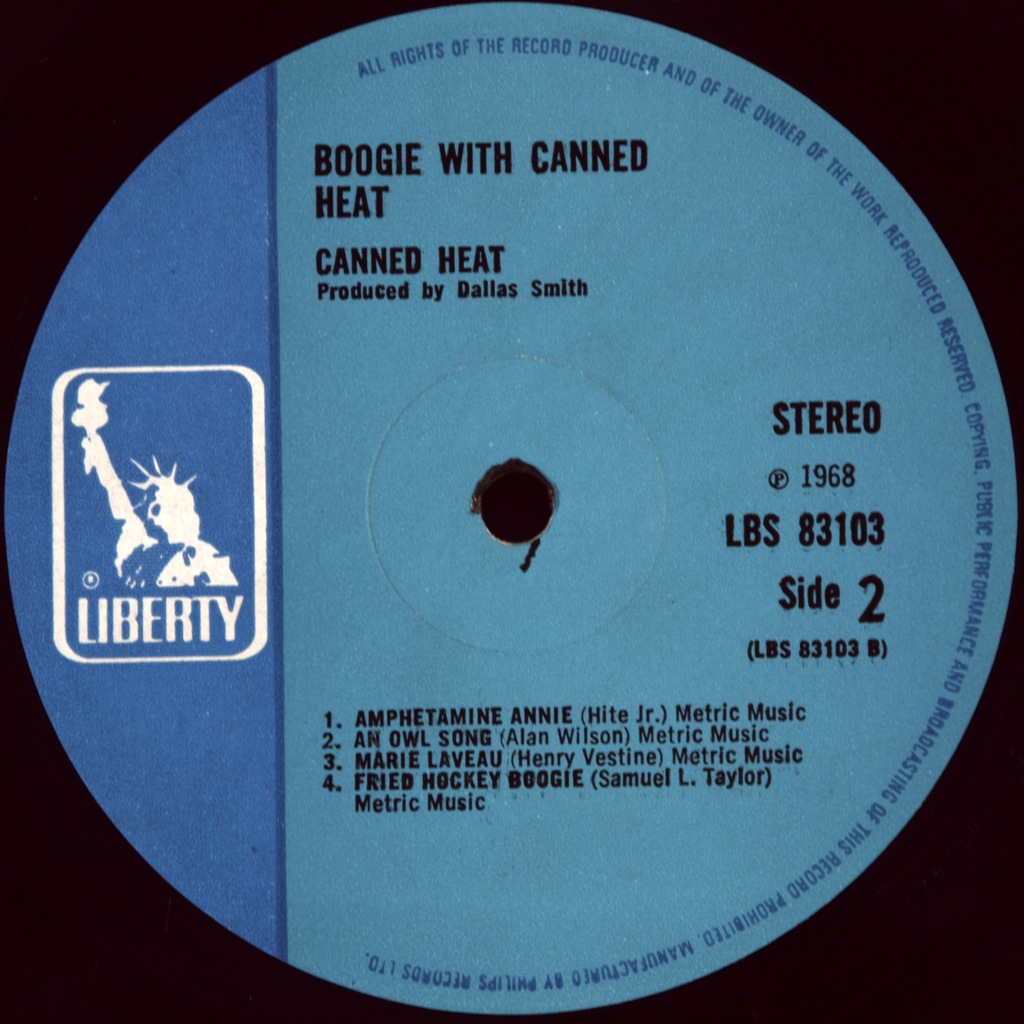 ALL RIGHTS OF THE RECORD PRODUCER AND OF THE OWNER OF THE WORK REPRODUCED RESERVED. COPYING, PUBLIC PERFORMANCE AND BROADCASTING OF THIS RECORD PROHIBITED. MANUFACTURED BY PHILIPS RECORDS LTD.
BOOGIE WITH CANNED
HEAT
CANNED HEAT
Produced by Dallas Smith
STEREO
℗ 1968
LBS 83103
Side 2
(LBS 83103 B)
®
LIBERTY
1. AMPHETAMINE ANNIE (Hite Jr.) Metric Music
2. AN OWL SONG (Alan Wilson) Metric Music
3. MARIE LAVEAU (Henry Vestine) Metric Music
4. FRIED HOCKEY BOOGIE (Samuel L. Taylor)
Metric Music